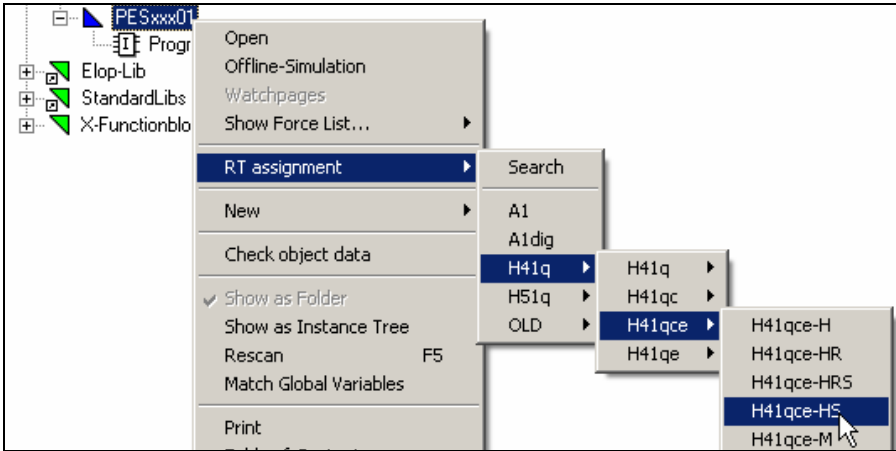 PESxxx01
Progr
Elop-Lib
StandardLibs
X-Functionblo
Open
Offline-Simulation
Watchpages
Show Force List...
RT assignment
New
Check object data
Show as Folder
Show as Instance Tree
Rescan F5
Match Global Variables
Print
Search
A1
A1dig
H41q
H51q
OLD
H41q
H41qc
H41qce
H41qe
H41qce-H
H41qce-HR
H41qce-HRS
H41qce-HS
H41qce-M